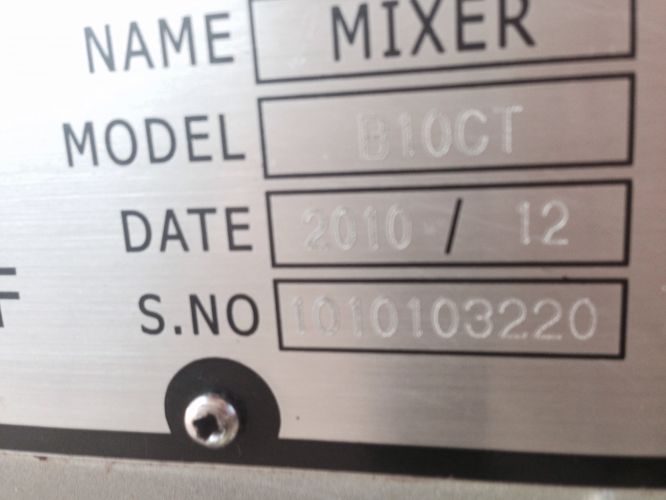 NAME MIXER
MODEL B10CT
DATE 2010 / 12
S.NO 1010103220